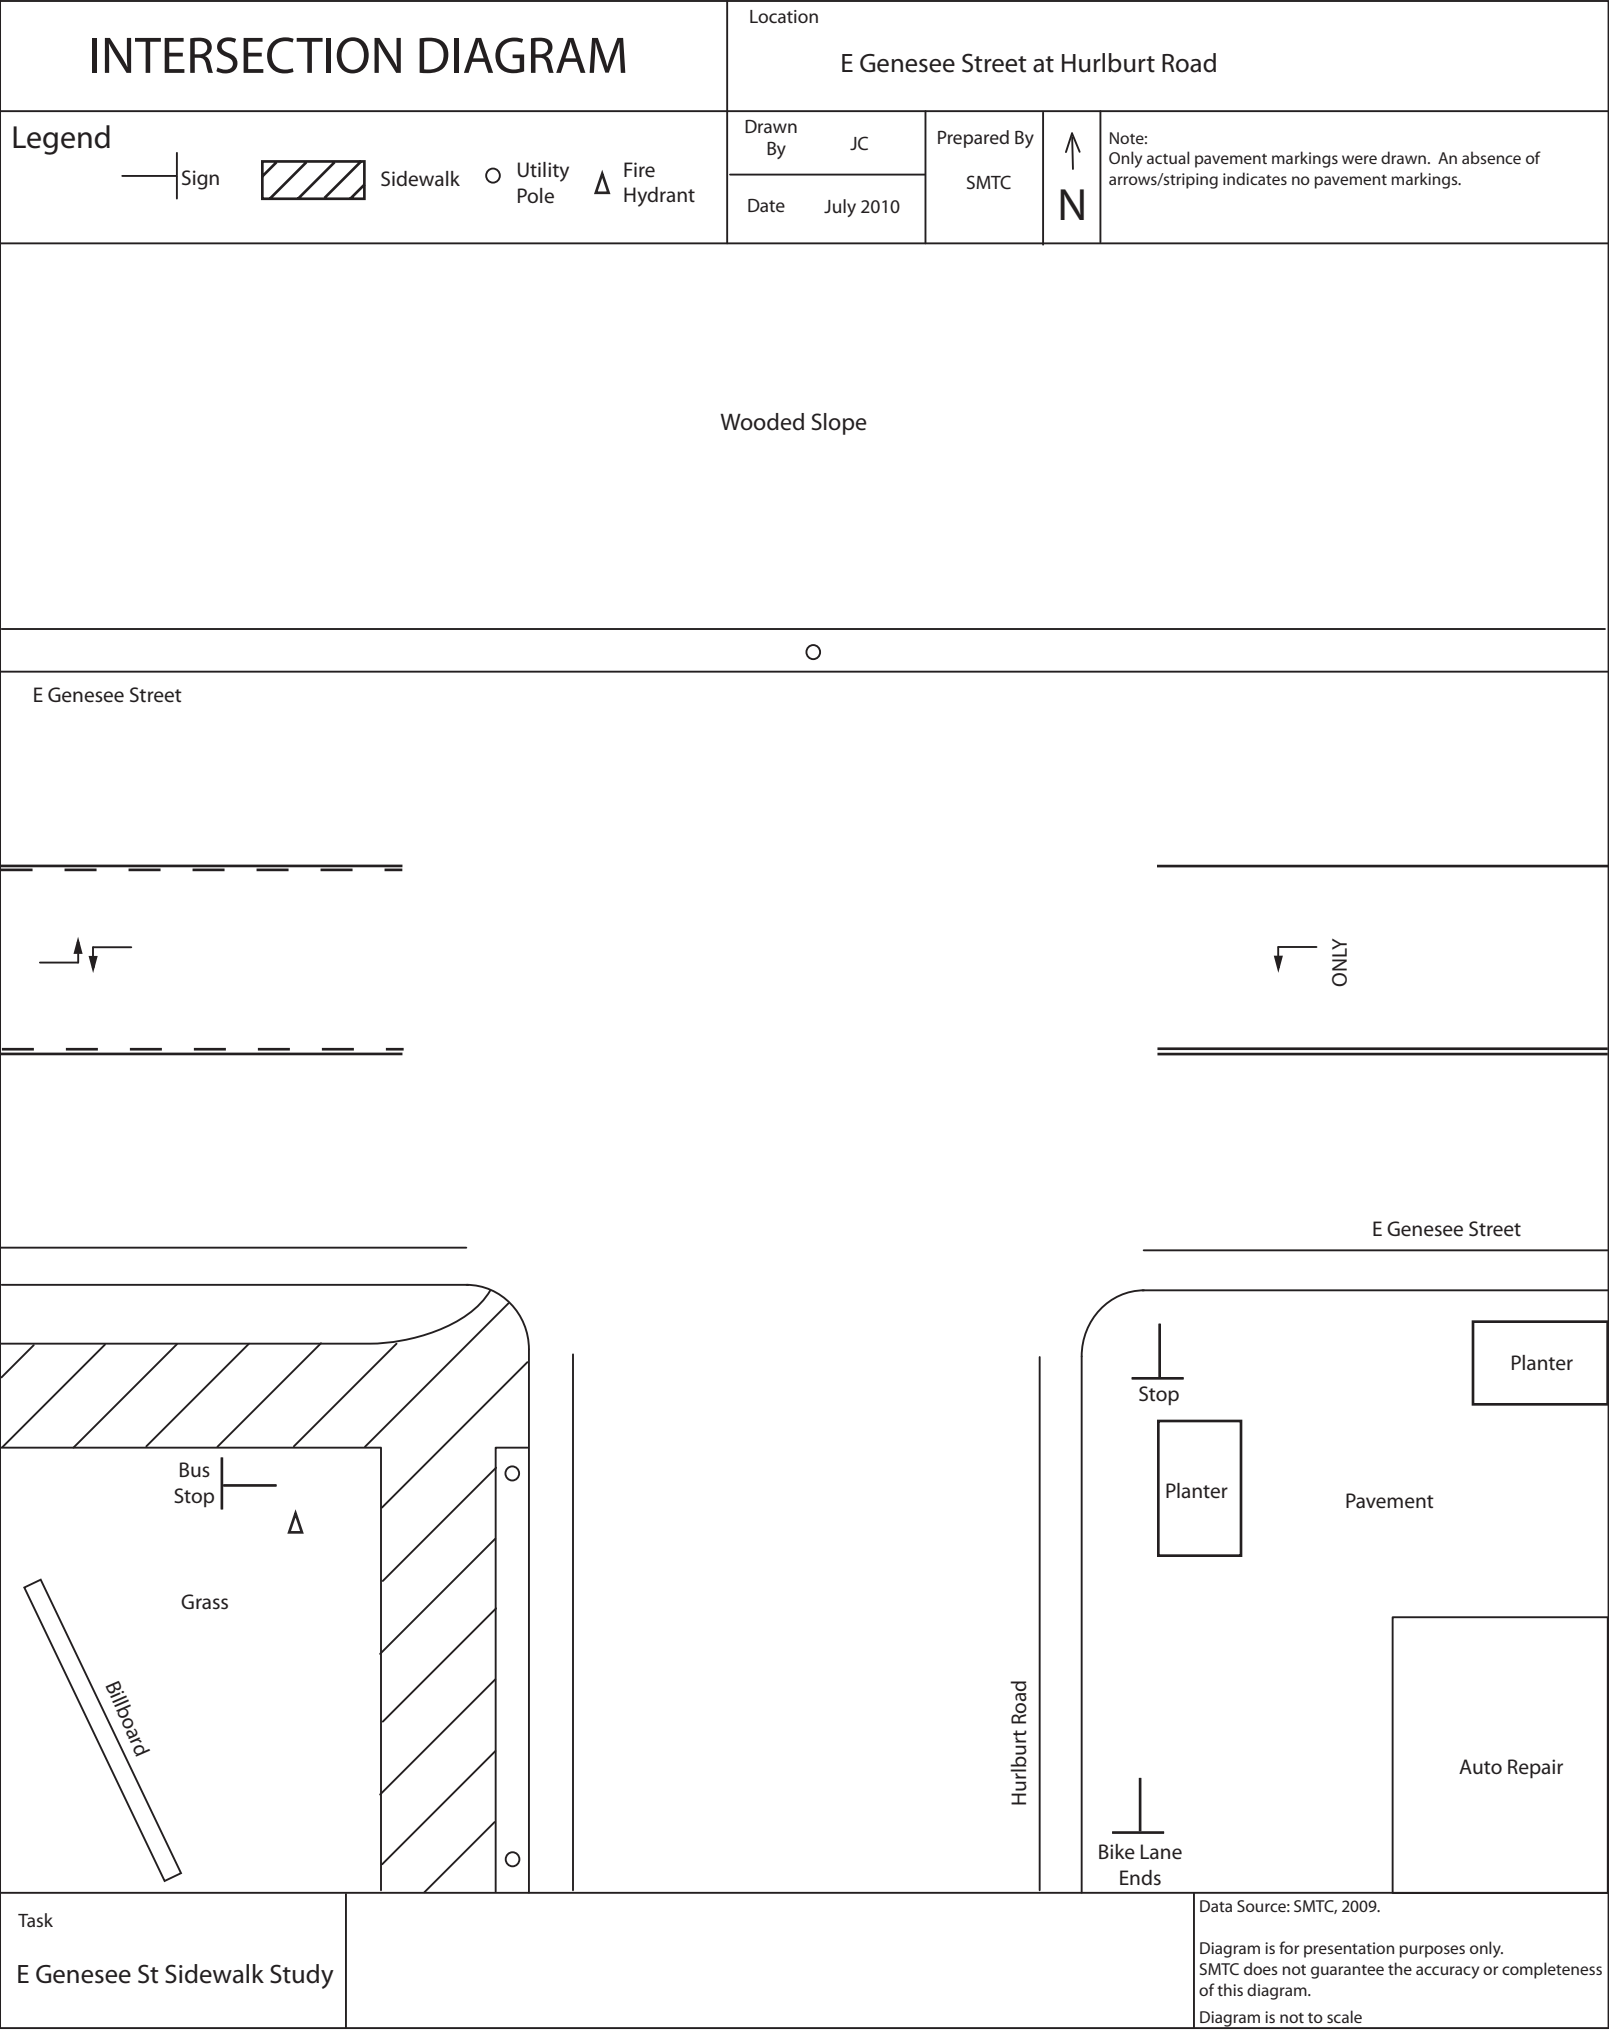 INTERSECTION DIAGRAM
Location
E Genesee Street at Hurlburt Road
Legend
Sign
Sidewalk
Utility
Pole
Fire
Hydrant
Drawn
By
JC
Date
July 2010
Prepared By
SMTC
N
Note:
Only actual pavement markings were drawn. An absence of
arrows/striping indicates no pavement markings.
Wooded Slope
E Genesee Street
ONLY
E Genesee Street
Planter
Stop
Bus
Stop
Planter
Pavement
Grass
Billboard
Hurlburt Road
Auto Repair
Bike Lane
Ends
Task
E Genesee St Sidewalk Study
Data Source: SMTC, 2009.
Diagram is for presentation purposes only.
SMTC does not guarantee the accuracy or completeness
of this diagram.
Diagram is not to scale